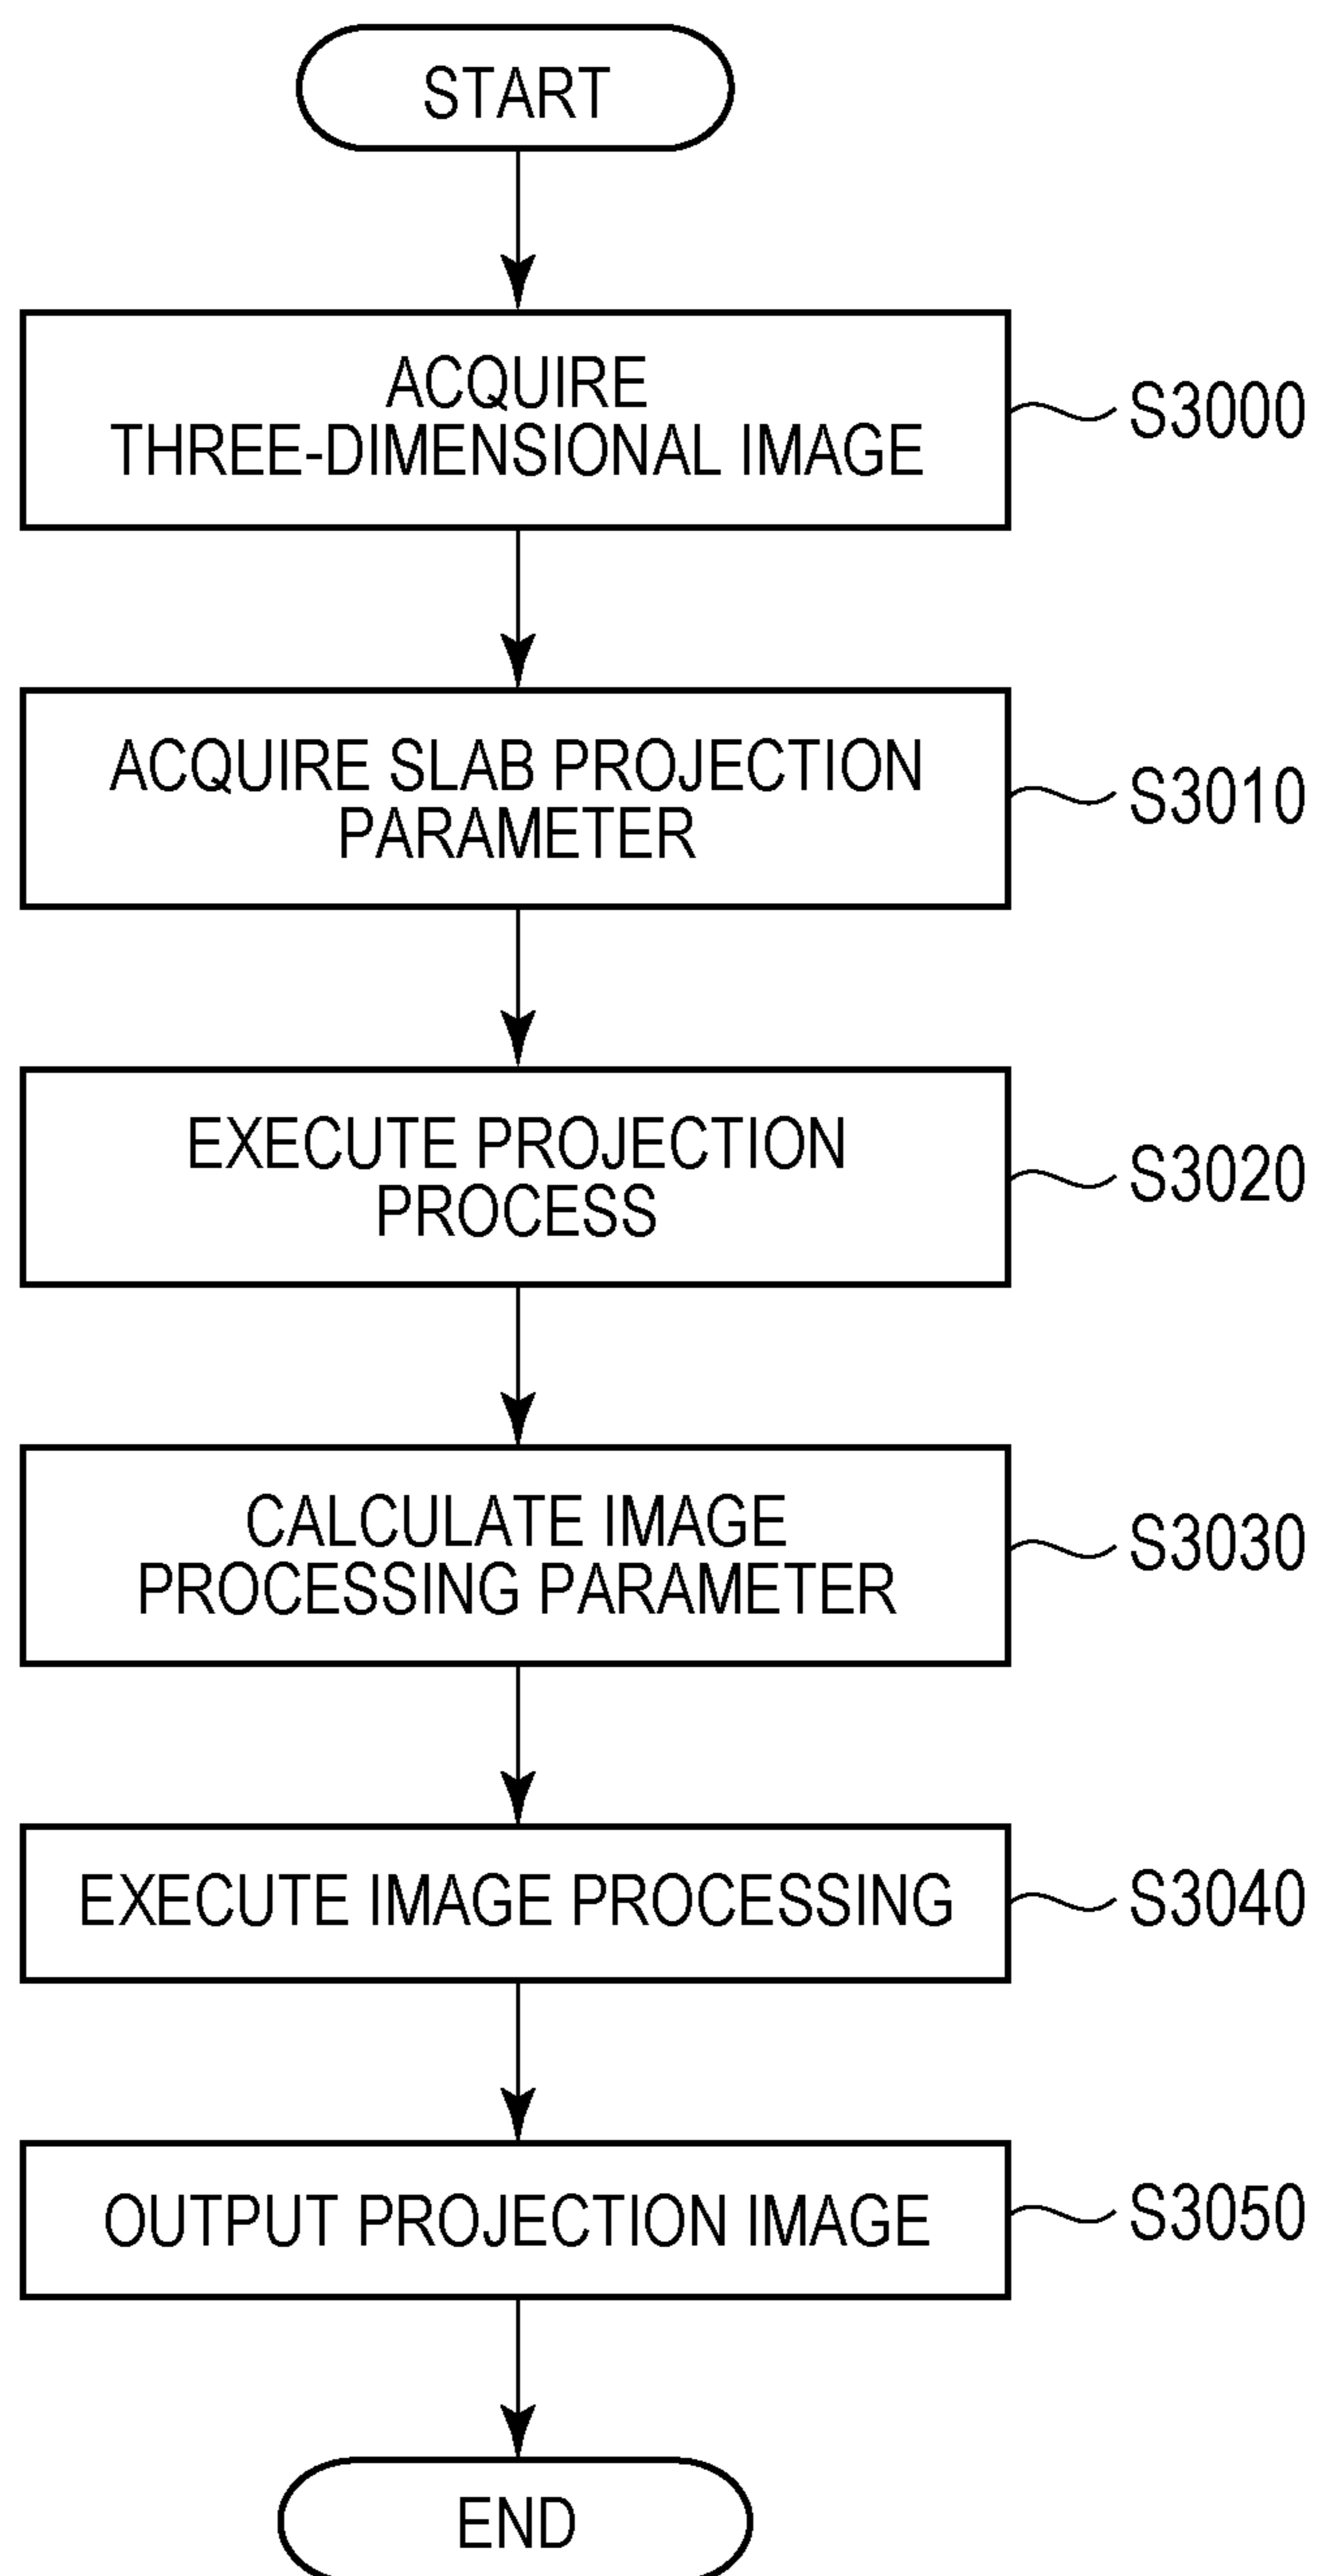 START
ACQUIRE
THREE-DIMENSIONAL IMAGE
S3000
ACQUIRE SLAB PROJECTION
PARAMETER
S3010
EXECUTE PROJECTION
PROCESS
S3020
CALCULATE IMAGE
PROCESSING PARAMETER
S3030
EXECUTE IMAGE PROCESSING
S3040
OUTPUT PROJECTION IMAGE
S3050
END